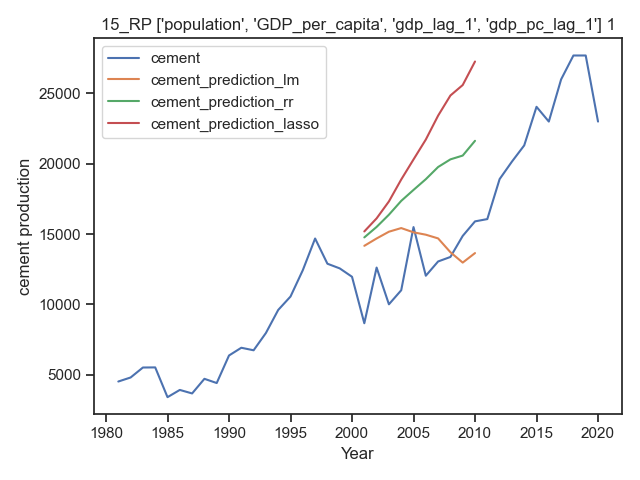 15_RP ['population', 'GDP_per_capita', 'gdp_lag_1', 'gdp_pc_lag_1'] 1
cement
cement_prediction_lm
cement_prediction_rr
cement_prediction_lasso
25000
20000
15000
10000
5000
cement production
1980 1985 1990 1995 2000 2005 2010 2015 2020
Year